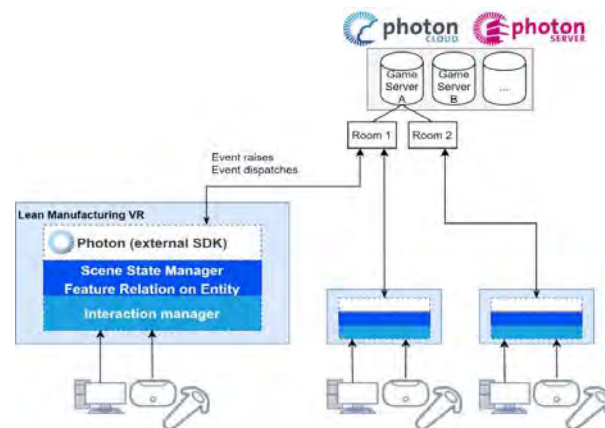 photon photon
CLOUD SERVER
Game Server A
Game Server B
...
Room 1
Room 2
Event raises
Event dispatches
Lean Manufacturing VR
Photon (external SDK)
Scene State Manager
Feature Relation on Entity
Interaction manager